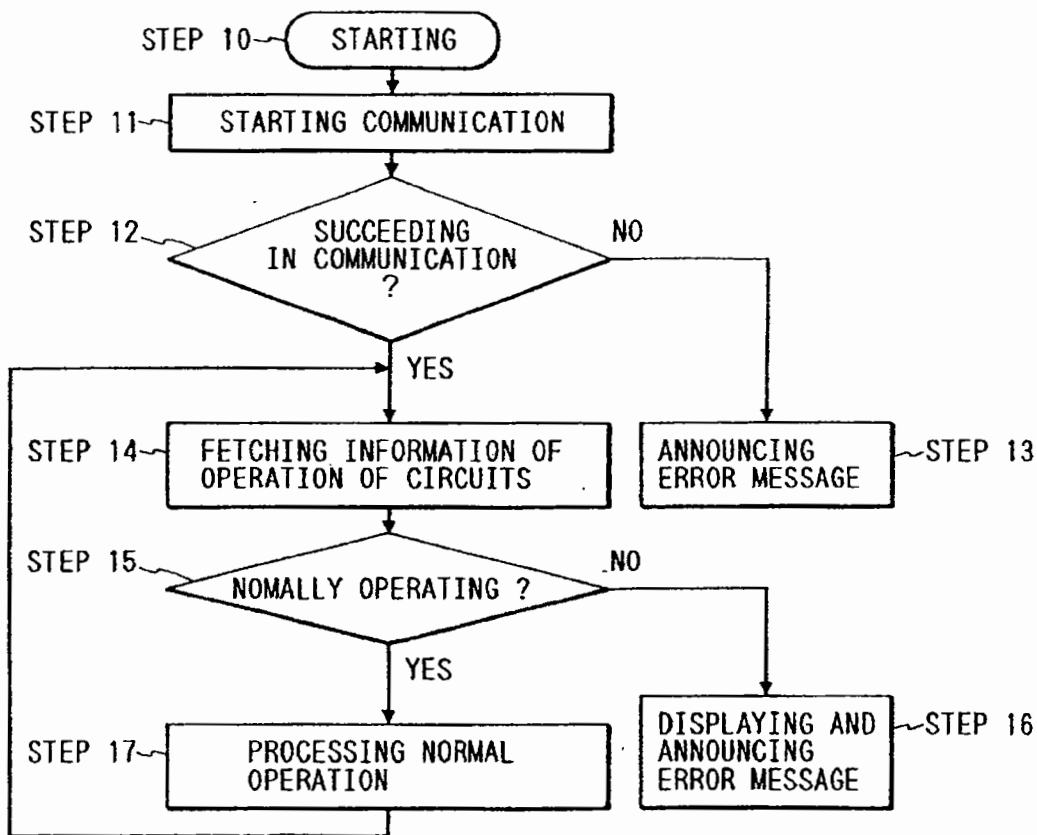 STEP 10
STARTING
STEP 11
STARTING COMMUNICATION
STEP 12
SUCCEEDING
IN COMMUNICATION
?
NO
YES
STEP 14
FETCHING INFORMATION OF
OPERATION OF CIRCUITS
ANNOUNCING
ERROR MESSAGE
STEP 13
STEP 15
NOMALLY OPERATING ?
NO
YES
STEP 17
PROCESSING NORMAL
OPERATION
DISPLAYING AND
ANNOUNCING
ERROR MESSAGE
STEP 16